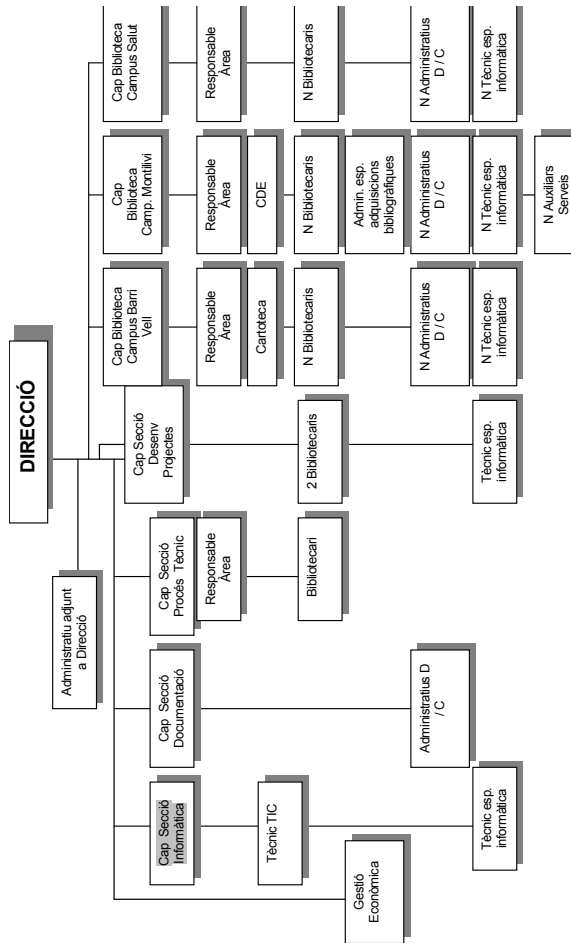 DIRECCIÓ
Administratiu adjunt
a Direcció
Gestió
Econòmica
Cap Secció
Informàtica
Tècnic TIC
Tècnic esp.
informàtica
Cap Secció
Documentació
Administratius D
/ C
Cap Secció
Procés Tècnic
Responsable
Àrea
Bibliotecari
Cap Secció
Desenv
Projectes
2 Bibliotecaris
Tècnic esp.
informàtica
Cap Biblioteca
Campus Barri
Vell
Responsable
Àrea
Cartoteca
N Bibliotecaris
N Administratius
D / C
N Tècnic esp.
informàtica
Cap
Biblioteca
Camp. Montilivi
Responsable
Àrea
CDE
N Bibliotecaris
Admin. esp.
adquisicions
bibliogràfiques
N Administratius
D / C
N Tècnic esp.
informàtica
N Auxiliars
Serveis
Cap Biblioteca
Campus Salut
Responsable
Àrea
N Bibliotecaris
N Administratius
D / C
N Tècnic esp.
informàtica